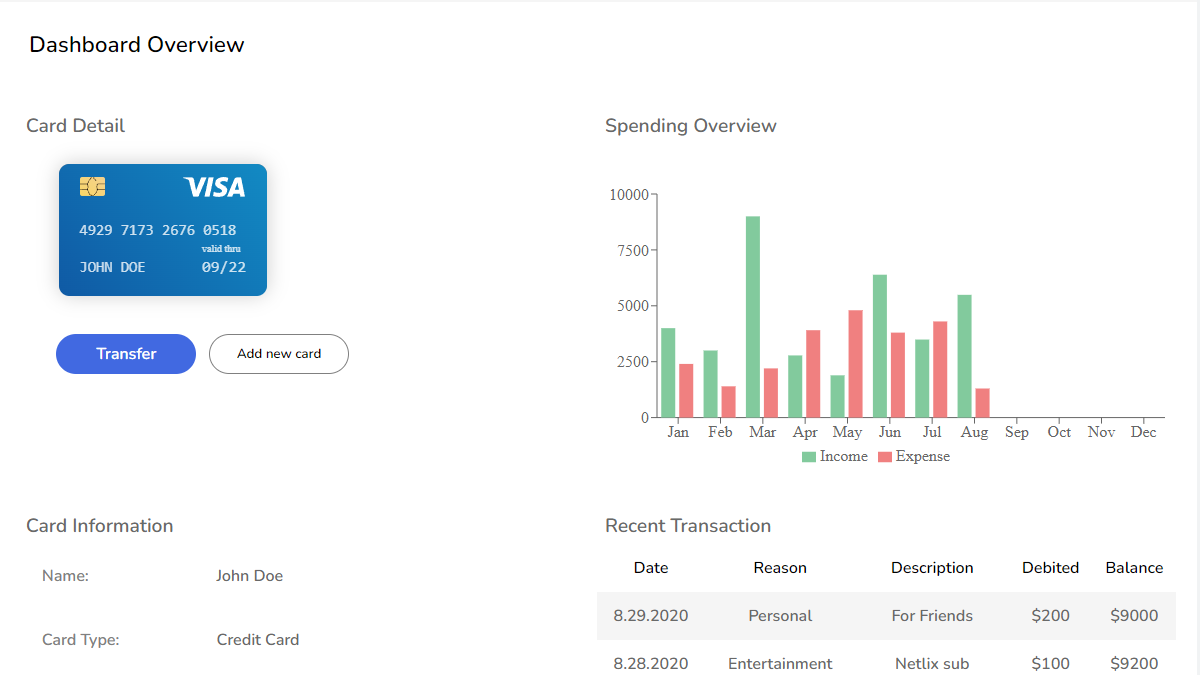 Dashboard Overview
Card Detail
VISA
4929 7173 2676 0518
valid thru
JOHN DOE 09/22
Transfer Add new card
Spending Overview
10000
7500
5000
2500
0
Jan Feb Mar Apr May Jun Jul Aug Sep Oct Nov Dec
Income Expense
Card Information
Name: John Doe
Card Type: Credit Card
Recent Transaction
Date Reason Description Debited Balance
8.29.2020 Personal For Friends $200 $9000
8.28.2020 Entertainment Netlix sub $100 $9200